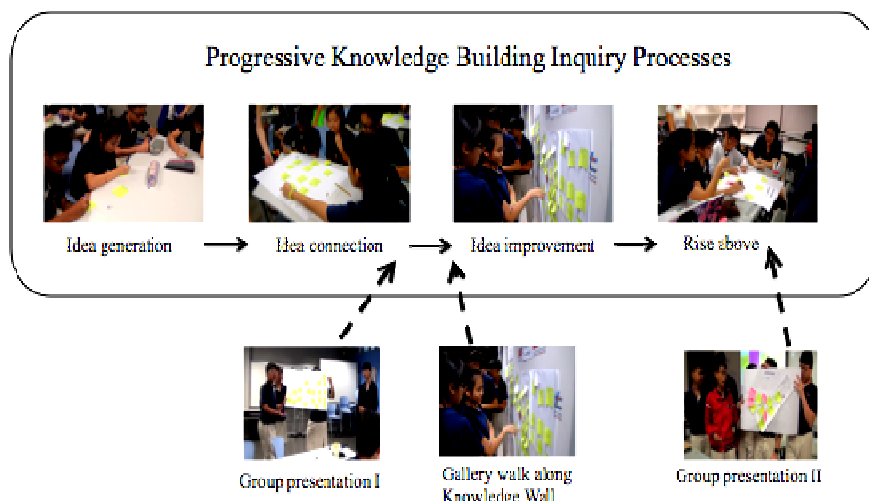 Progressive Knowledge Building Inquiry Processes
Idea generation
Idea connection
Idea improvement
Rise above
Group presentation I
Gallery walk along
Knowledge Wall
Group presentation II